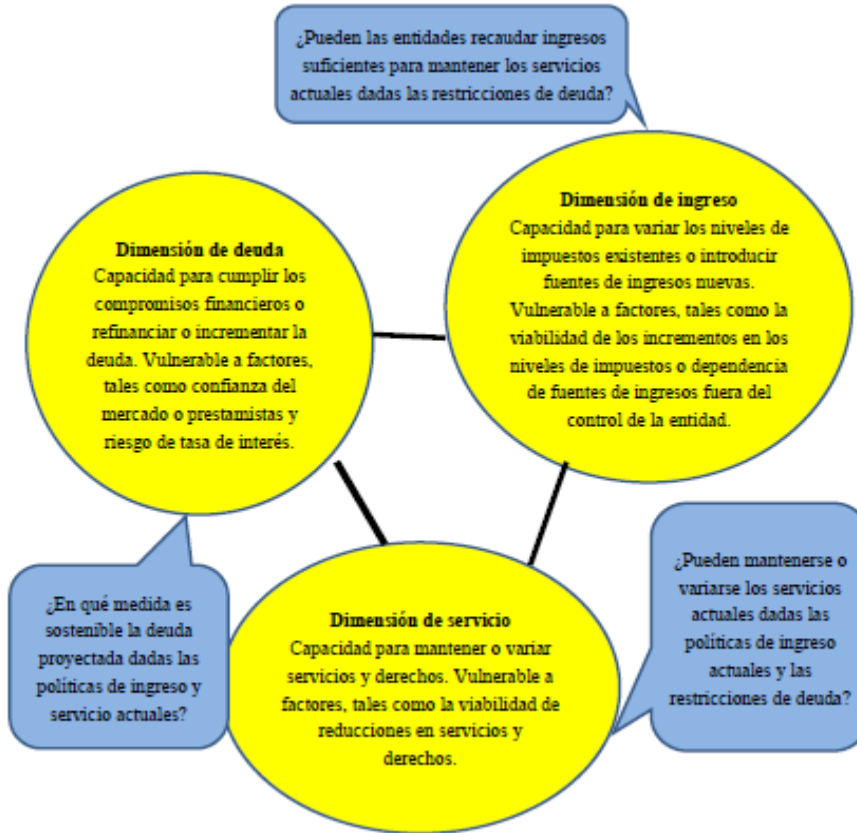 ¿Pueden las entidades recaudar ingresos
suficientes para mantener los servicios
actuales dadas las restricciones de deuda?
Dimensión de deuda
Capacidad para cumplir los
compromisos financieros o
refinanciar o incrementar la
deuda. Vulnerable a factores,
tales como confianza del
mercado o prestamistas y
riesgo de tasa de interés.
Dimensión de ingreso
Capacidad para variar los niveles de
impuestos existentes o introducir
fuentes de ingresos nuevas.
Vulnerable a factores, tales como la
viabilidad de los incrementos en los
niveles de impuestos o dependencia
de fuentes de ingresos fuera del
control de la entidad.
¿En qué medida es
sostenible la deuda
proyectada dadas las
políticas de ingreso y
servicio actuales?
Dimensión de servicio
Capacidad para mantener o variar
servicios y derechos. Vulnerable a
factores, tales como la viabilidad de
reducciones en servicios y
derechos.
¿Pueden mantenerse o
variarse los servicios
actuales dadas las
políticas de ingreso
actuales y las
restricciones de deuda?